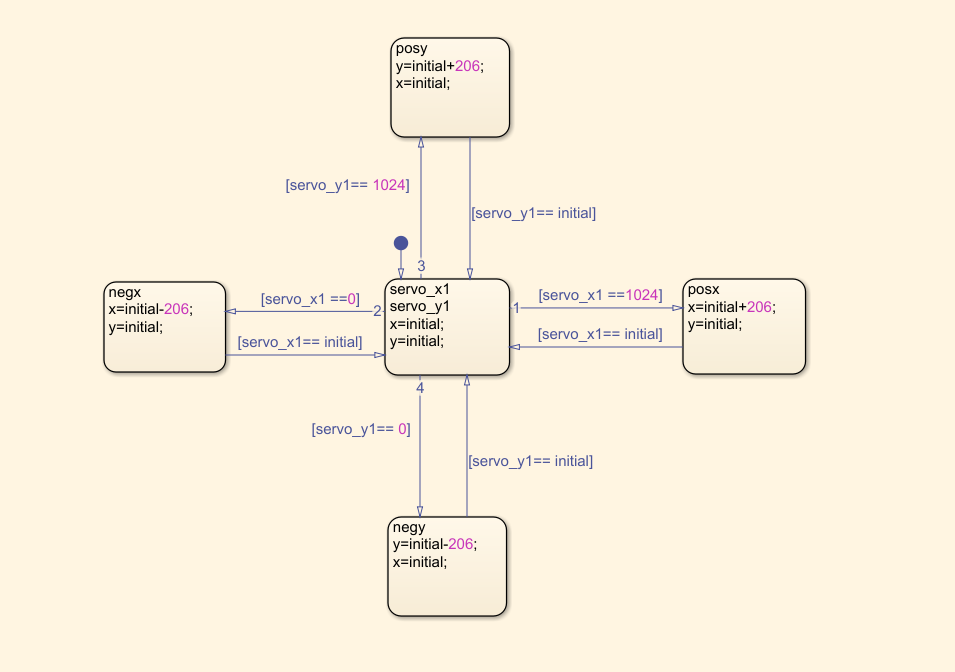 posy
y=initial+206;
x=initial;
[servo_y1== 1024]
[servo_y1== initial]
3
negx
x=initial-206;
y=initial;
[servo_x1 ==0]
2
[servo_x1== initial]
servo_x1
servo_y1
x=initial;
y=initial;
1
[servo_x1 ==1024]
[servo_x1== initial]
posx
x=initial+206;
y=initial;
4
[servo_y1== 0]
[servo_y1== initial]
negy
y=initial-206;
x=initial;